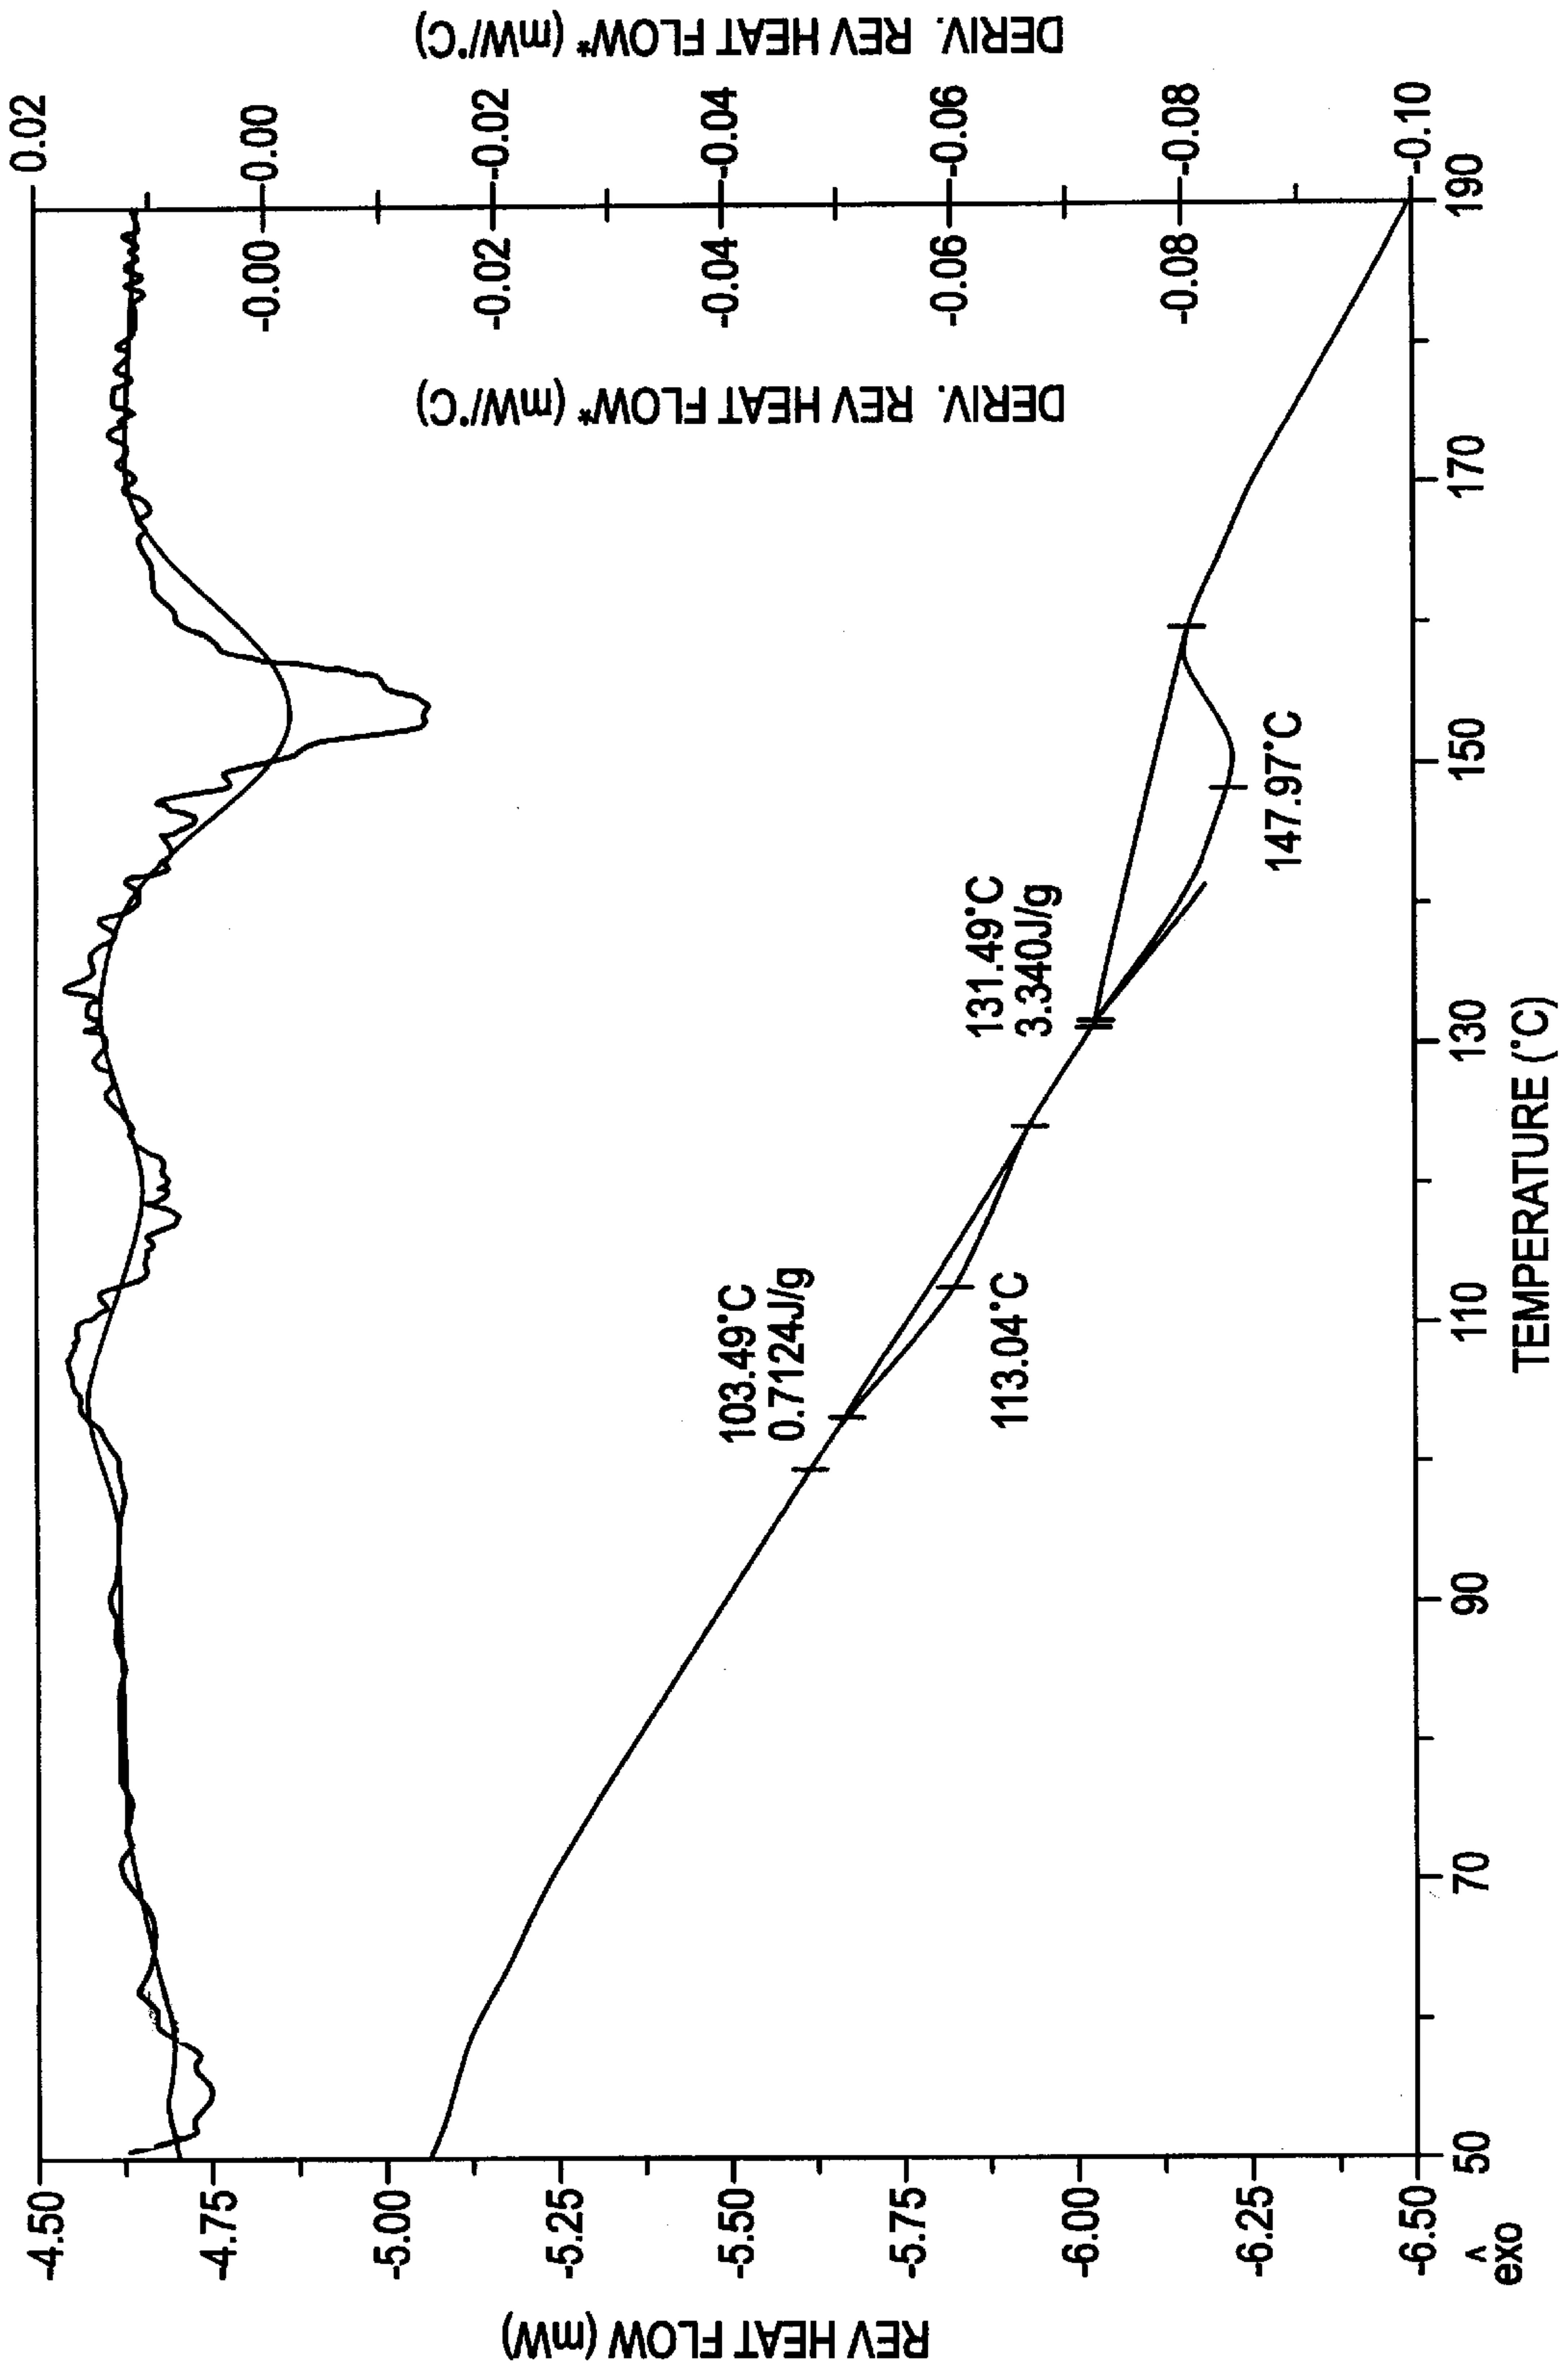 REV HEAT FLOW (mW)
-4.50
-4.75
-5.00
-5.25
-5.50
-5.75
-6.00
-6.25
-6.50
^
exo
103.49°C
0.7124J/g
113.04°C
131.49°C
3.340J/g
147.97°C
50
70
90
110
130
150
170
190
TEMPERATURE (°C)
-0.00
-0.02
-0.04
-0.06
-0.08
DERIV. REV HEAT FLOW* (mW/°C)
0.02
-0.00
-0.02
-0.04
-0.06
-0.08
-0.10
DERIV. REV HEAT FLOW* (mW/°C)